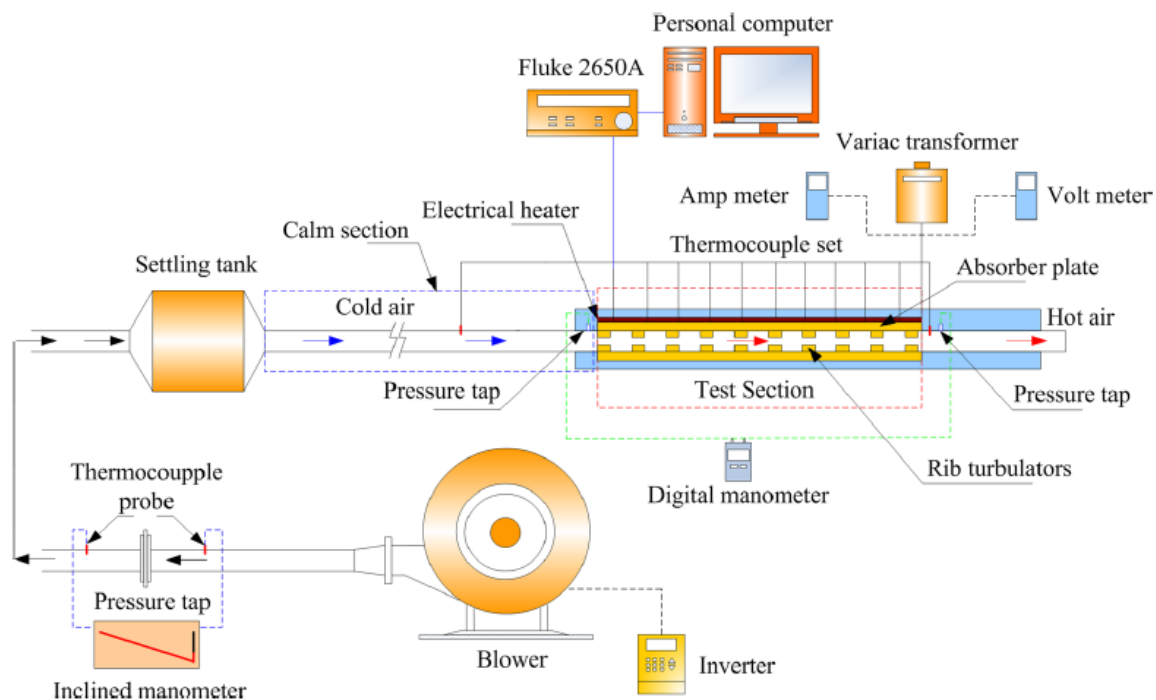 Personal computer
Fluke 2650A
Variac transformer
Amp meter
Volt meter
Electrical heater
Calm section
Thermocouple set
Settling tank
Absorber plate
Cold air
Hot air
Pressure tap
Test Section
Pressure tap
Rib turbulators
Digital manometer
Thermocoupple
probe
Pressure tap
Blower
Inverter
Inclined manometer